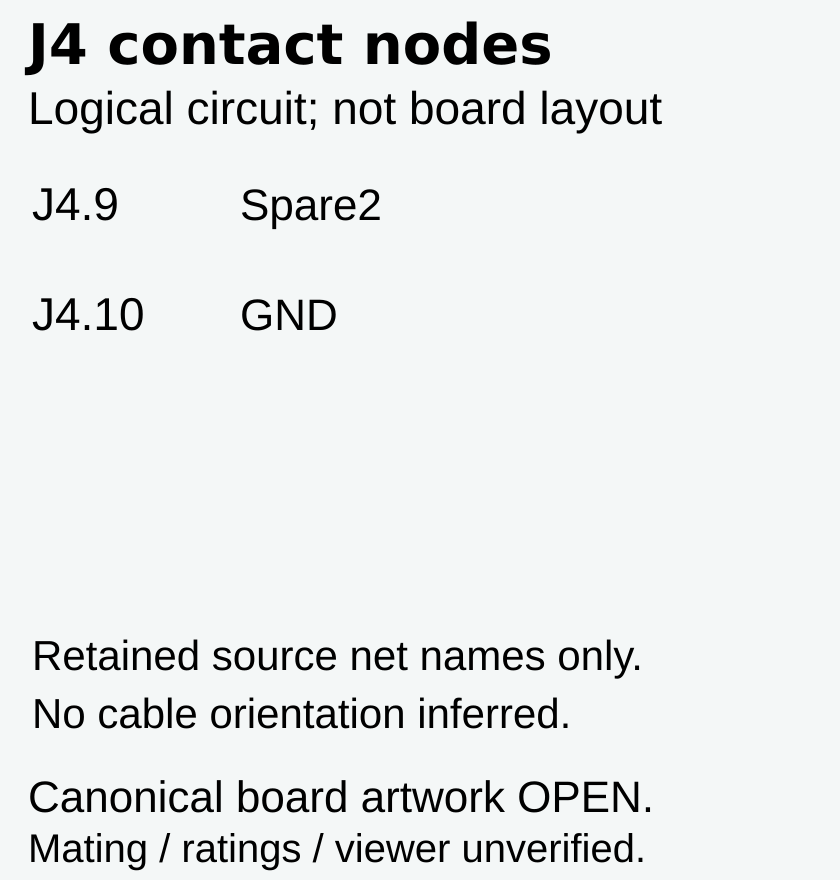 J4 contact nodes
Logical circuit; not board layout
J4.9 Spare2
J4.10 GND
Retained source net names only.
No cable orientation inferred.
Canonical board artwork OPEN.
Mating / ratings / viewer unverified.